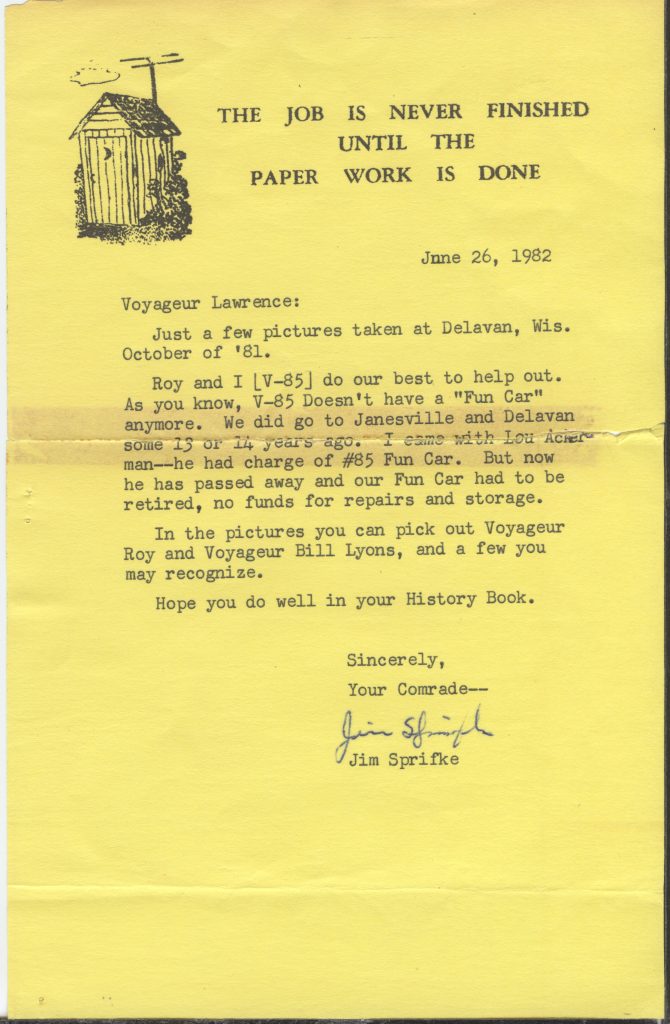 THE JOB IS NEVER FINISHED
UNTIL THE
PAPER WORK IS DONE
June 26, 1982
Voyageur Lawrence:
Just a few pictures taken at Delavan, Wis.
October of '81.
Roy and I [V-85] do our best to help out.
As you know, V-85 Doesn't have a "Fun Car"
anymore. We did go to Janesville and Delavan
some 13 or 14 years ago. I came with Lou Acker-
man--he had charge of #85 Fun Car. But now
he has passed away and our Fun Car had to be
retired, no funds for repairs and storage.
In the pictures you can pick out Voyageur
Roy and Voyageur Bill Lyons, and a few you
may recognize.
Hope you do well in your History Book.
Sincerely,
Your Comrade--
Jim Sprifke
Jim Sprifke